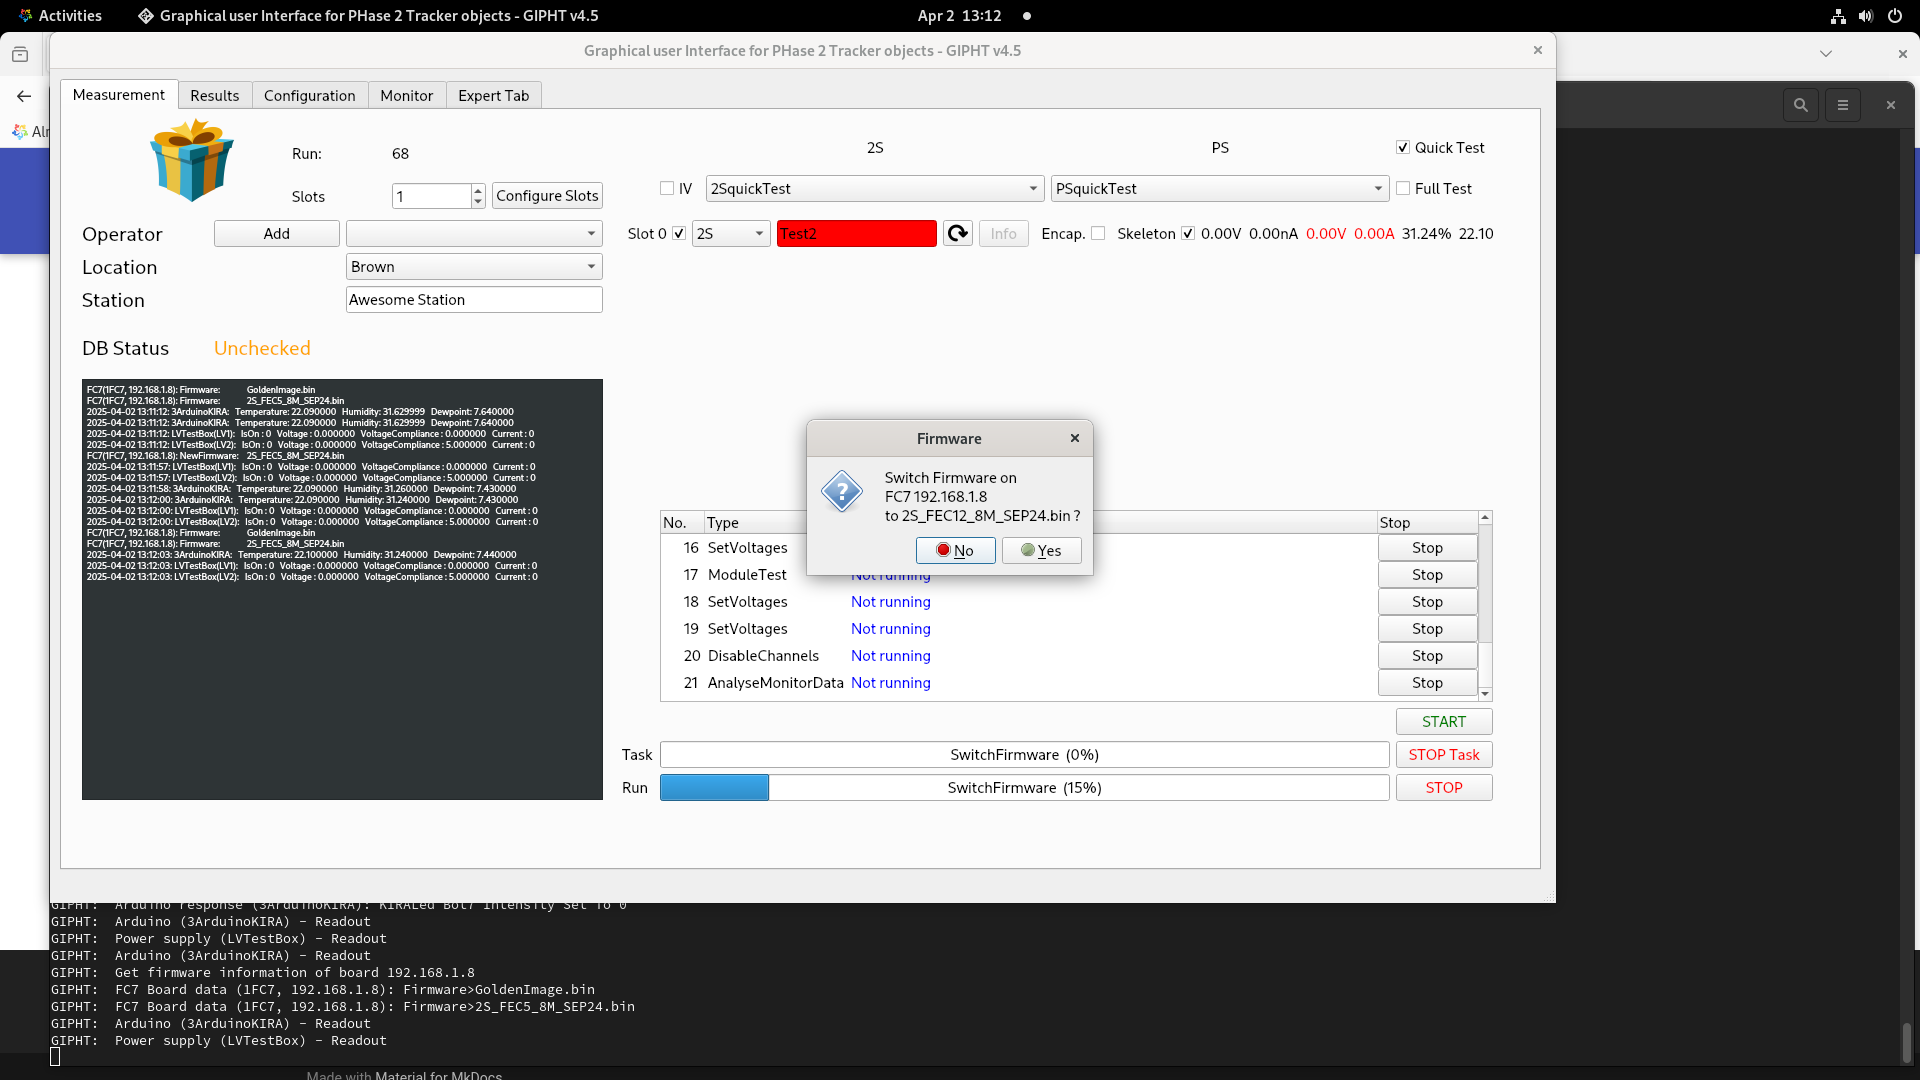 Activities
Graphical user Interface for PHase 2 Tracker objects - GIPHT v4.5
Apr 2 13:12
Graphical user Interface for PHase 2 Tracker objects - GIPHT v4.5
Measurement
Results
Configuration
Monitor
Expert Tab
Run:
68
2S
PS
Quick Test
Slots
1
Configure Slots
IV
2SquickTest
PSquickTest
Full Test
Operator
Add
Slot 0
2S
Test2
Info
Encap.
Skeleton
0.00V
0.00nA
0.00V
0.00A
31.24%
22.10
Location
Brown
Station
Awesome Station
DB Status
Unchecked
FC7(1FC7, 192.168.1.8): Firmware: GoldenImage.bin
FC7(1FC7, 192.168.1.8): Firmware: 2S_FEC5_8M_SEP24.bin
2025-04-02 13:11:12: 3ArduinoKIRA: Temperature: 22.090000 Humidity: 31.629999 Dewpoint: 7.640000
2025-04-02 13:11:12: 3ArduinoKIRA: Temperature: 22.090000 Humidity: 31.629999 Dewpoint: 7.640000
2025-04-02 13:11:12: LVTestBox(LV1): IsOn : 0 Voltage : 0.000000 VoltageCompliance : 0.000000 Current : 0
2025-04-02 13:11:12: LVTestBox(LV2): IsOn : 0 Voltage : 0.000000 VoltageCompliance : 5.000000 Current : 0
FC7(1FC7, 192.168.1.8): NewFirmware: 2S_FEC5_8M_SEP24.bin
2025-04-02 13:11:57: LVTestBox(LV1): IsOn : 0 Voltage : 0.000000 VoltageCompliance : 0.000000 Current : 0
2025-04-02 13:11:57: LVTestBox(LV2): IsOn : 0 Voltage : 0.000000 VoltageCompliance : 5.000000 Current : 0
2025-04-02 13:11:58: 3ArduinoKIRA: Temperature: 22.090000 Humidity: 31.260000 Dewpoint: 7.430000
2025-04-02 13:12:00: 3ArduinoKIRA: Temperature: 22.090000 Humidity: 31.240000 Dewpoint: 7.430000
2025-04-02 13:12:00: LVTestBox(LV1): IsOn : 0 Voltage : 0.000000 VoltageCompliance : 0.000000 Current : 0
2025-04-02 13:12:00: LVTestBox(LV2): IsOn : 0 Voltage : 0.000000 VoltageCompliance : 5.000000 Current : 0
FC7(1FC7, 192.168.1.8): Firmware: GoldenImage.bin
FC7(1FC7, 192.168.1.8): Firmware: 2S_FEC5_8M_SEP24.bin
2025-04-02 13:12:03: 3ArduinoKIRA: Temperature: 22.100000 Humidity: 31.240000 Dewpoint: 7.440000
2025-04-02 13:12:03: LVTestBox(LV1): IsOn : 0 Voltage : 0.000000 VoltageCompliance : 0.000000 Current : 0
2025-04-02 13:12:03: LVTestBox(LV2): IsOn : 0 Voltage : 0.000000 VoltageCompliance : 5.000000 Current : 0
Firmware
Switch Firmware on
FC7 192.168.1.8
to 2S_FEC12_8M_SEP24.bin ?
No
Yes
No. Type Stop
16 SetVoltages Stop
17 ModuleTest Not running Stop
18 SetVoltages Not running Stop
19 SetVoltages Not running Stop
20 DisableChannels Not running Stop
21 AnalyseMonitorData Not running Stop
START
Task
SwitchFirmware (0%)
STOP Task
Run
SwitchFirmware (15%)
STOP
GIPHT: Arduino response (3ArduinoKIRA): KIRALed Bot7 Intensity Set To 0
GIPHT: Arduino (3ArduinoKIRA) - Readout
GIPHT: Power supply (LVTestBox) - Readout
GIPHT: Arduino (3ArduinoKIRA) - Readout
GIPHT: Get firmware information of board 192.168.1.8
GIPHT: FC7 Board data (1FC7, 192.168.1.8): Firmware>GoldenImage.bin
GIPHT: FC7 Board data (1FC7, 192.168.1.8): Firmware>2S_FEC5_8M_SEP24.bin
GIPHT: Arduino (3ArduinoKIRA) - Readout
GIPHT: Power supply (LVTestBox) - Readout
Made with Material for MkDocs